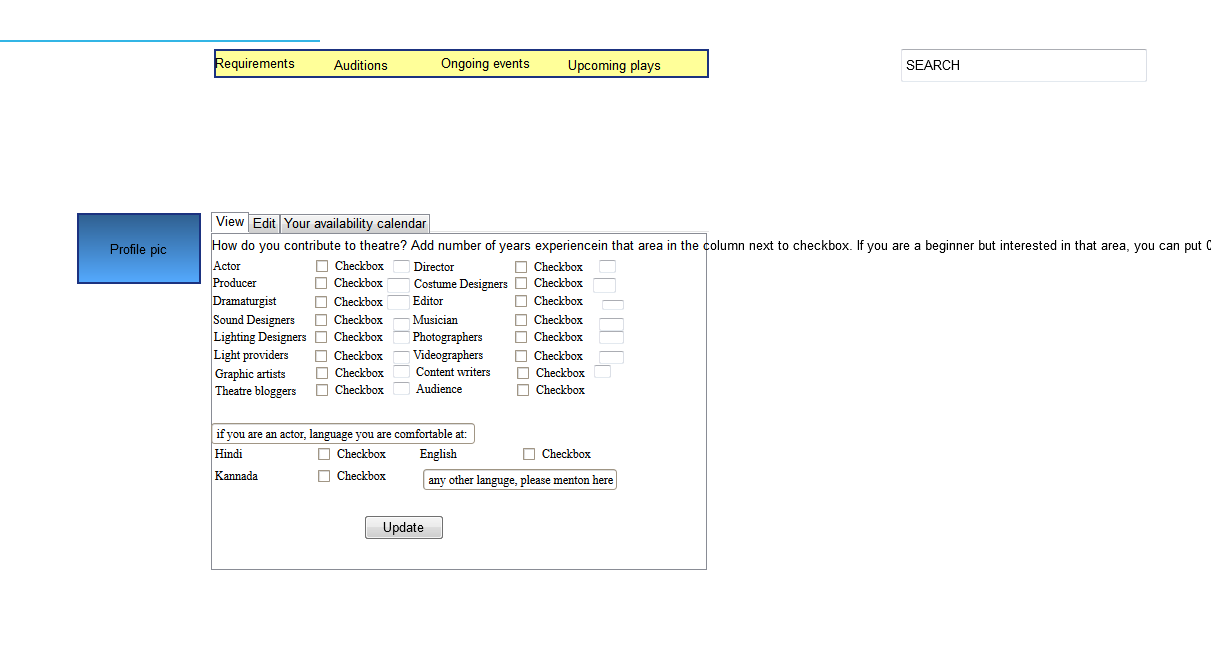 Requirements Auditions Ongoing events Upcoming plays SEARCH
Profile pic
View Edit Your availability calendar
How do you contribute to theatre? Add number of years experiencein that area in the column next to checkbox. If you are a beginner but interested in that area, you can put 0
Actor Checkbox Director Checkbox
Producer Checkbox Costume Designers Checkbox
Dramaturgist Checkbox Editor Checkbox
Sound Designers Checkbox Musician Checkbox
Lighting Designers Checkbox Photographers Checkbox
Light providers Checkbox Videographers Checkbox
Graphic artists Checkbox Content writers Checkbox
Theatre bloggers Checkbox Audience Checkbox
if you are an actor, language you are comfortable at:
Hindi Checkbox English Checkbox
Kannada Checkbox any other languge, please menton here
Update